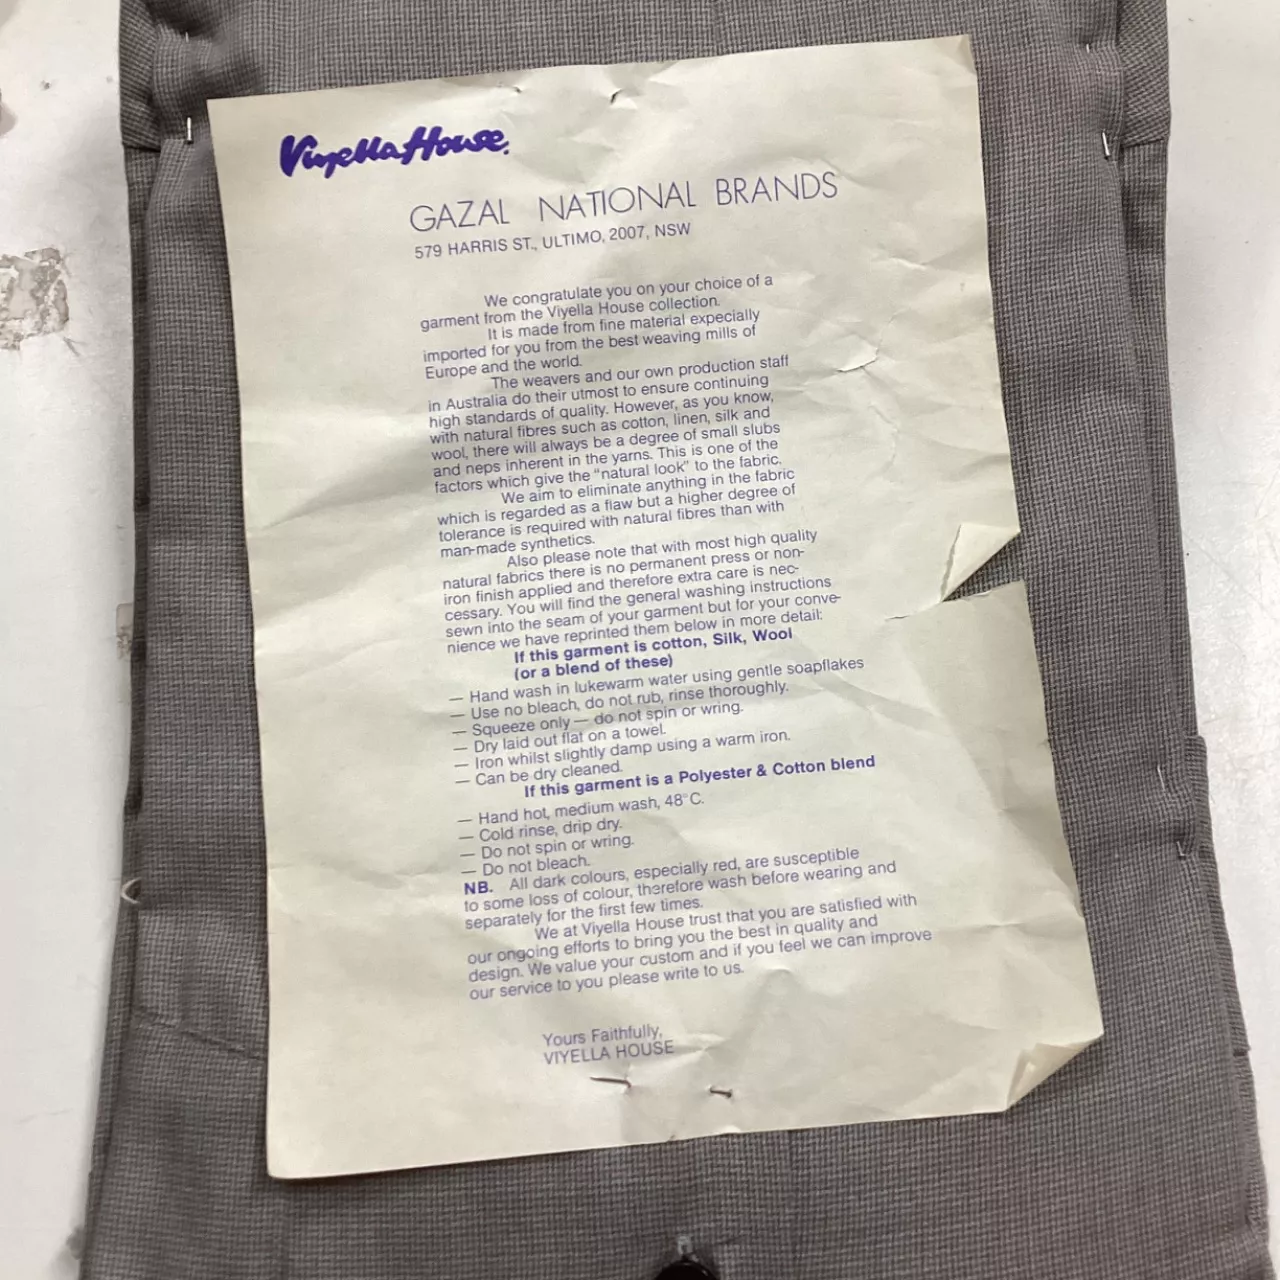 Viyella House.
GAZAL NATIONAL BRANDS
579 HARRIS ST., ULTIMO, 2007, NSW
We congratulate you on your choice of a
garment from the Viyella House collection.
It is made from fine material expecially
imported for you from the best weaving mills of
Europe and the world.
The weavers and our own production staff
in Australia do their utmost to ensure continuing
high standards of quality. However, as you know,
with natural fibres such as cotton, linen, silk and
wool, there will always be a degree of small slubs
and neps inherent in the yarns. This is one of the
factors which give the "natural look" to the fabric.
We aim to eliminate anything in the fabric
which is regarded as a flaw but a higher degree of
tolerance is required with natural fibres than with
man-made synthetics.
Also please note that with most high quality
natural fabrics there is no permanent press or non-
iron finish applied and therefore extra care is nec-
cessary. You will find the general washing instructions
sewn into the seam of your garment but for your conve-
nience we have reprinted them below in more detail:
If this garment is cotton, Silk, Wool
(or a blend of these)
— Hand wash in lukewarm water using gentle soapflakes
— Use no bleach, do not rub, rinse thoroughly.
— Squeeze only — do not spin or wring.
— Dry laid out flat on a towel.
— Iron whilst slightly damp using a warm iron.
— Can be dry cleaned.
If this garment is a Polyester & Cotton blend
— Hand hot, medium wash, 48°C.
— Cold rinse, drip dry.
— Do not spin or wring.
— Do not bleach.
NB. All dark colours, especially red, are susceptible
to some loss of colour, therefore wash before wearing and
separately for the first few times.
We at Viyella House trust that you are satisfied with
our ongoing efforts to bring you the best in quality and
design. We value your custom and if you feel we can improve
our service to you please write to us.
Yours Faithfully,
VIYELLA HOUSE